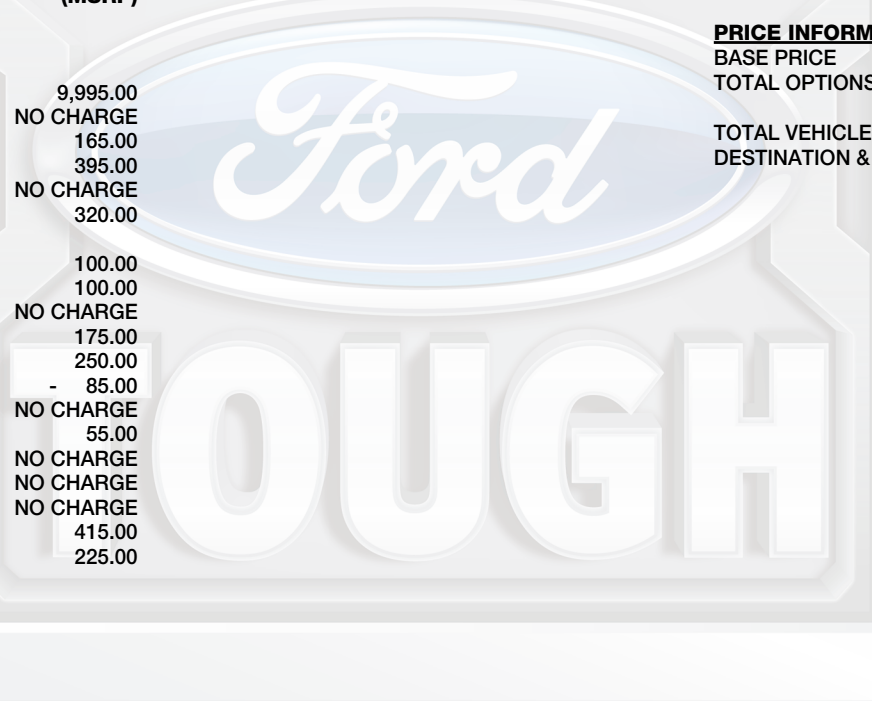 (MSRP)
9,995.00
NO CHARGE
165.00
395.00
NO CHARGE
320.00
100.00
100.00
NO CHARGE
175.00
250.00
- 85.00
NO CHARGE
55.00
NO CHARGE
NO CHARGE
NO CHARGE
415.00
225.00
PRICE INFORM
BASE PRICE
TOTAL OPTIONS
TOTAL VEHICLE
DESTINATION &
Ford
TOUGH